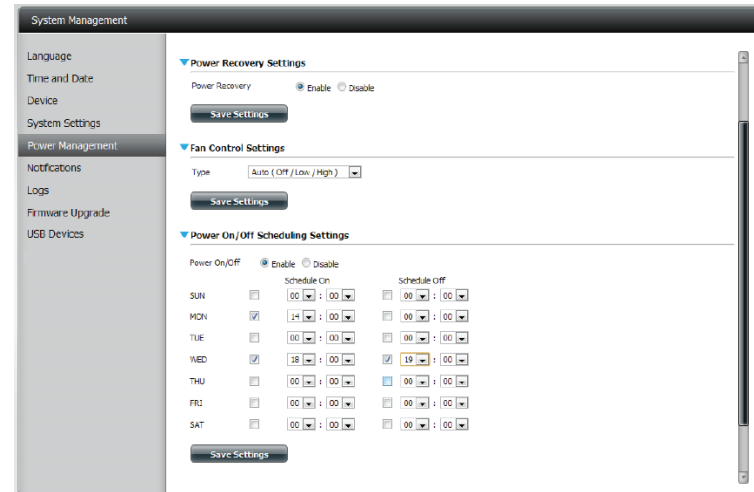 System Management
Language
Time and Date
Device
System Settings
Power Management
Notifications
Logs
Firmware Upgrade
USB Devices
Power Recovery Settings
Power Recovery Enable Disable
Save Settings
Fan Control Settings
Type Auto ( Off / Low / High )
Save Settings
Power On/Off Scheduling Settings
Power On/Off Enable Disable
Schedule On Schedule Off
SUN 00 : 00 00 : 00
MON 14 : 00 00 : 00
TUE 00 : 00 00 : 00
WED 18 : 00 19 : 00
THU 00 : 00 00 : 00
FRI 00 : 00 00 : 00
SAT 00 : 00 00 : 00
Save Settings